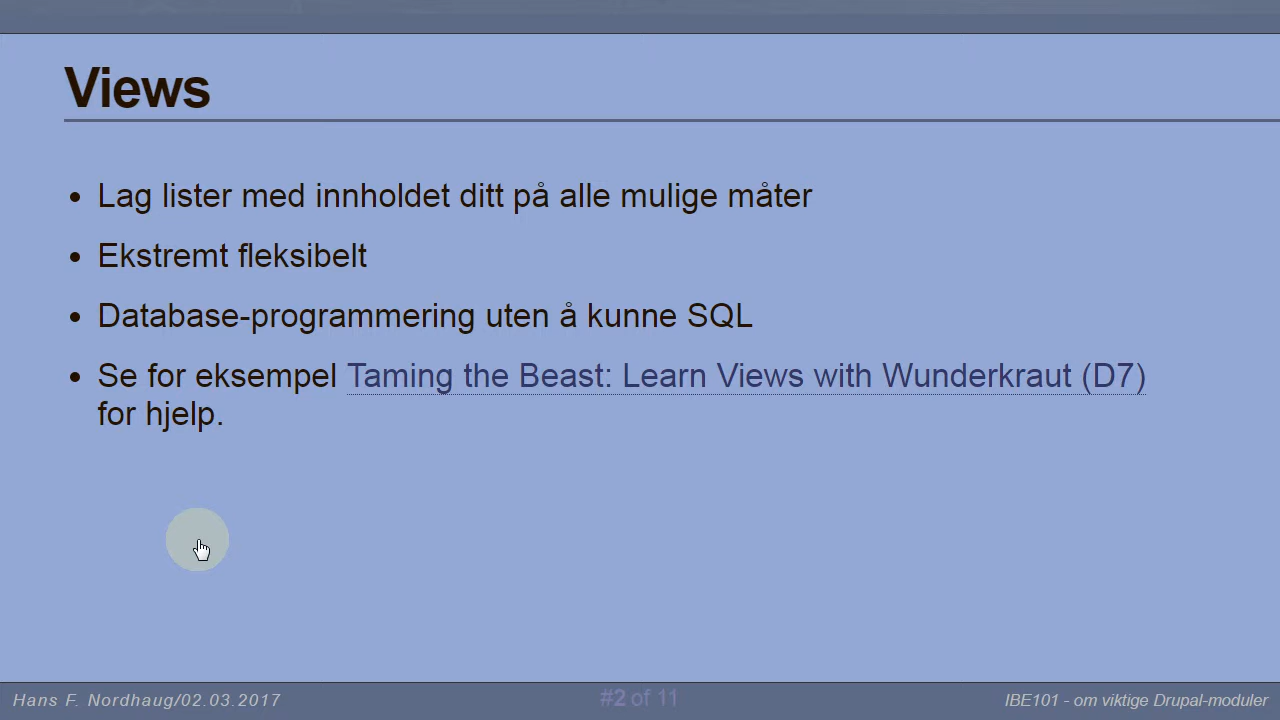 Views
Lag lister med innholdet ditt på alle mulige måter
Ekstremt fleksibelt
Database-programmering uten å kunne SQL
Se for eksempel Taming the Beast: Learn Views with Wunderkraut (D7)
for hjelp.
Hans F. Nordhaug/02.03.2017
#2 of 11
IBE101 - om viktige Drupal-moduler